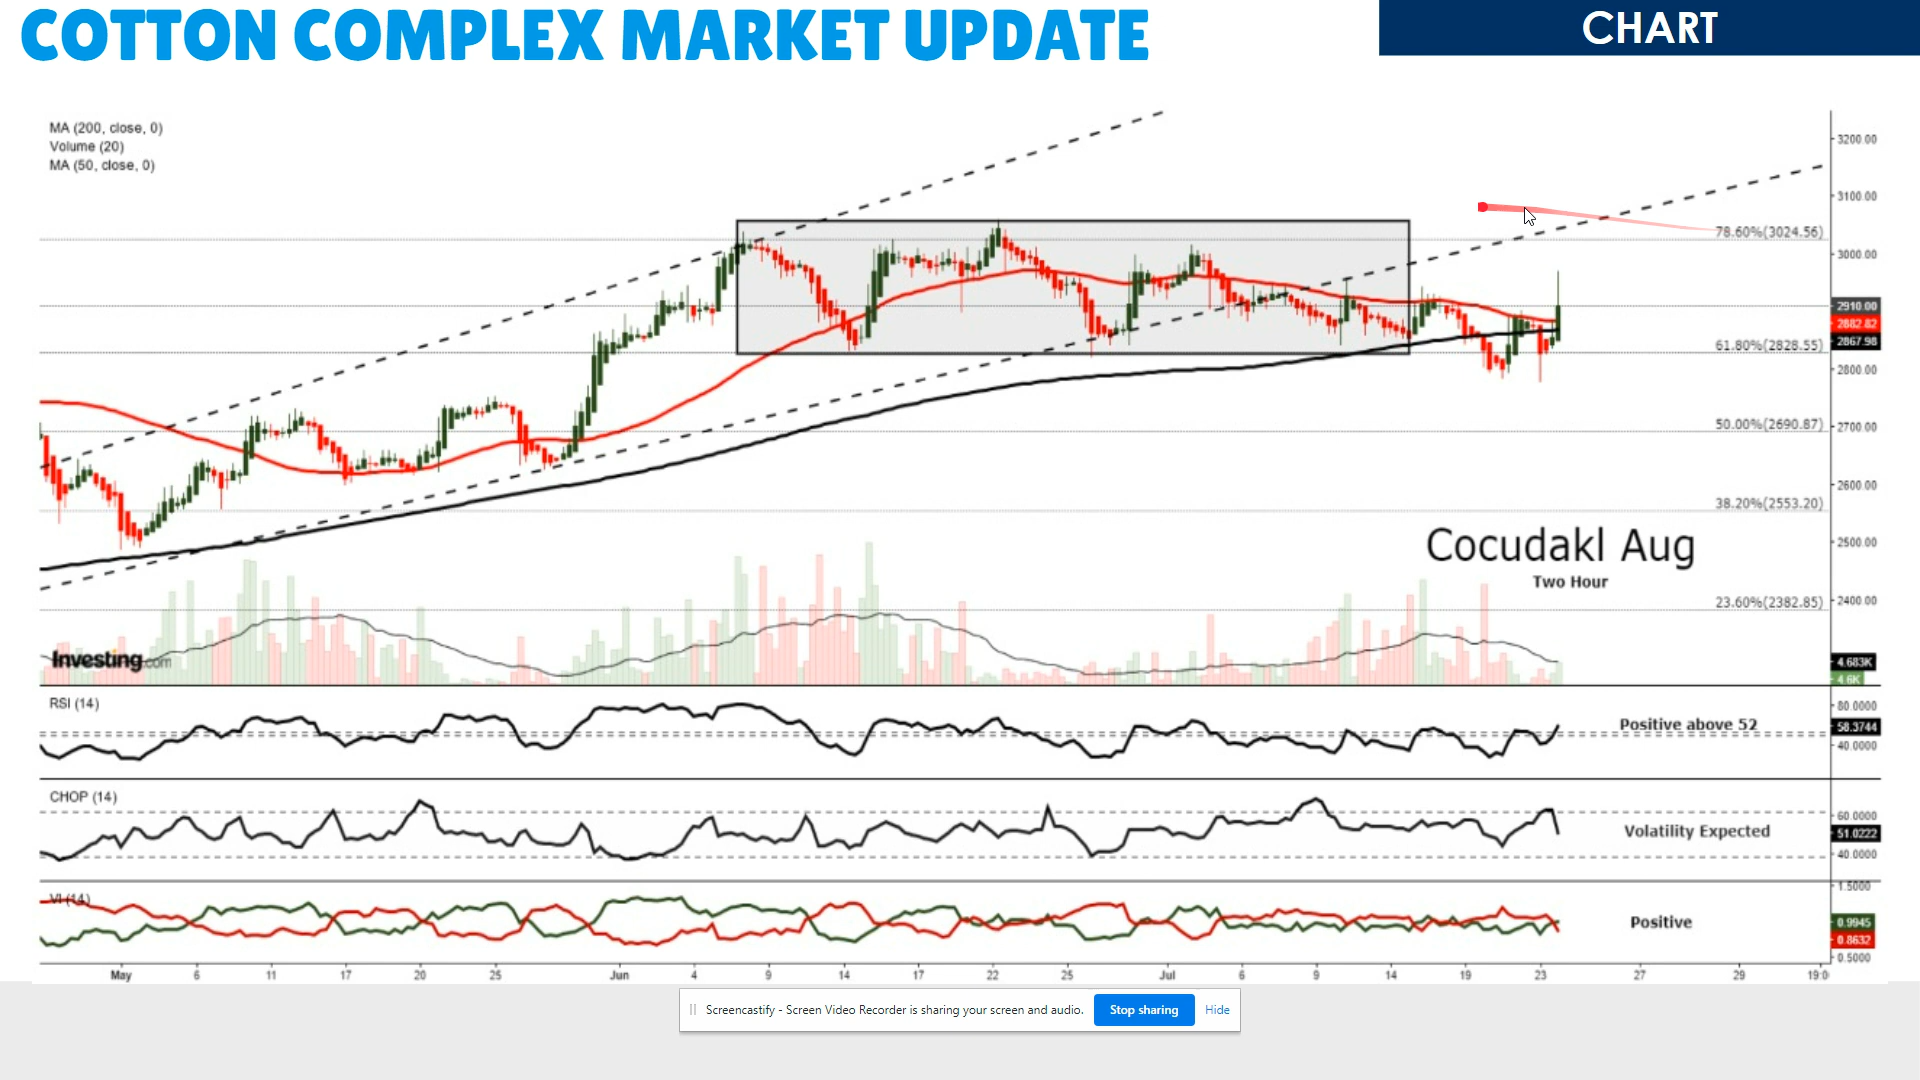 COTTON COMPLEX MARKET UPDATE
CHART
MA (200, close, 0)
Volume (20)
MA (50, close, 0)
3200.00
3100.00
78.60%(3024.56)
3000.00
2910.00
2882.82
2867.98
61.80%(2828.55)
2800.00
50.00%(2690.87)
2700.00
2600.00
38.20%(2553.20)
2500.00
Cocudakl Aug
Two Hour
23.60%(2382.85)
2400.00
Investing.com
4.683K
4.6K
RSI (14)
80.0000
Positive above 52
58.3744
40.0000
CHOP (14)
60.0000
Volatility Expected
51.0222
40.0000
VI (14)
1.5000
Positive
0.9945
0.8632
0.5000
May 6 11 17 20 25 Jun 4 9 14 17 22 25 Jul 6 9 14 19 23 27 29 19:0
Screencastify - Screen Video Recorder is sharing your screen and audio. Stop sharing Hide